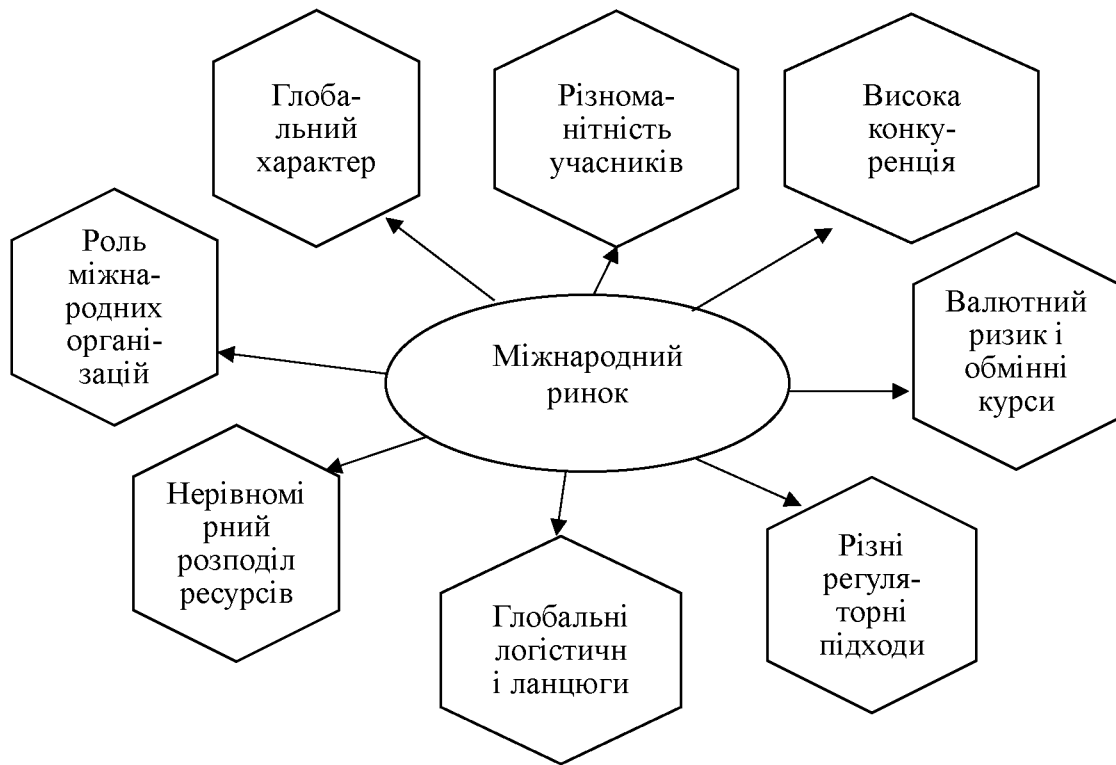 Глоба-
льний
характер
Різнома-
нітність
учасників
Висока
конку-
ренція
Роль
міжна-
родних
органі-
зацій
Міжнародний
ринок
Валютний
ризик і
обмінні
курси
Нерівномі
рний
розподіл
ресурсів
Глобальні
логістичн
і ланцюги
Різні
регуля-
торні
підходи